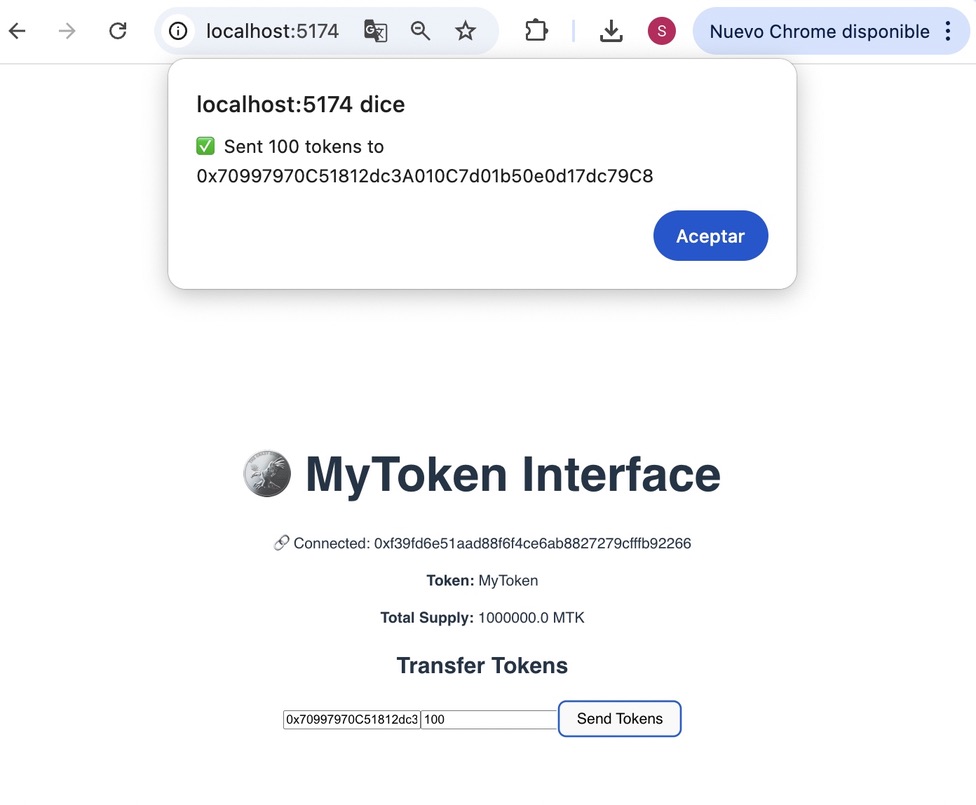 localhost:5174
S
Nuevo Chrome disponible
localhost:5174 dice
✅ Sent 100 tokens to
0x70997970C51812dc3A010C7d01b50e0d17dc79C8
Aceptar
MyToken Interface
🔗 Connected: 0xf39fd6e51aad88f6f4ce6ab8827279cfffb92266
Token: MyToken
Total Supply: 1000000.0 MTK
Transfer Tokens
0x70997970C51812dc3 100 Send Tokens